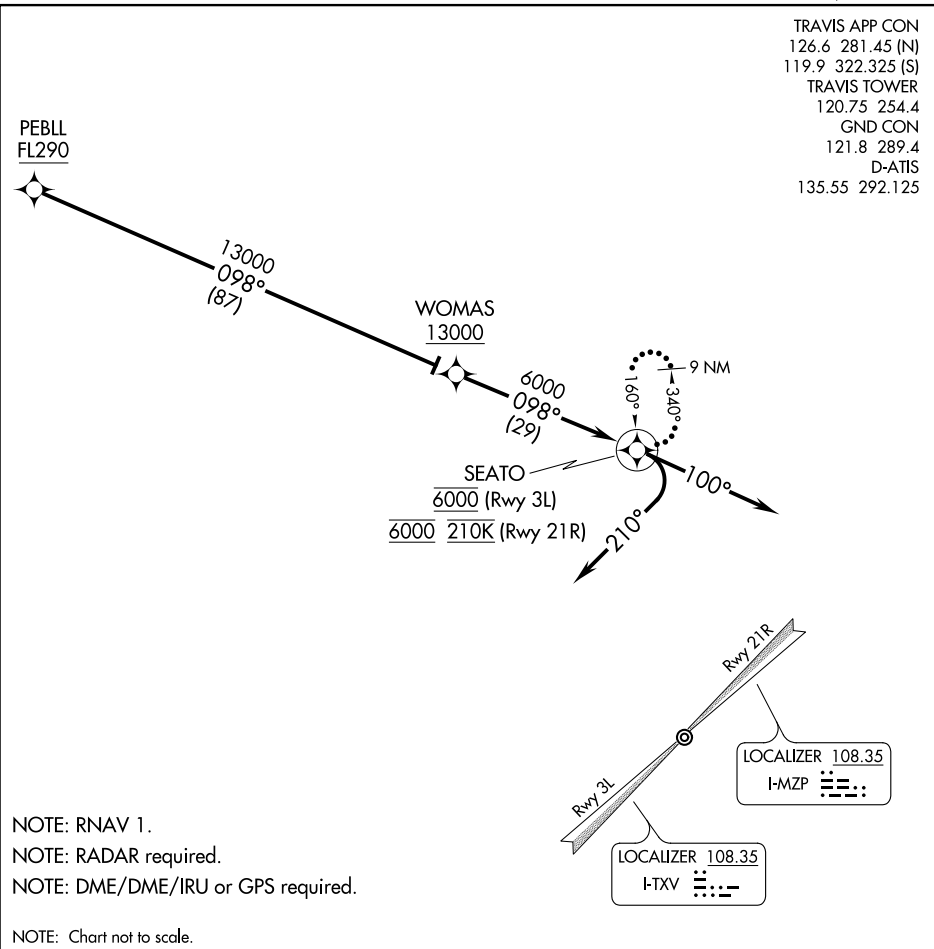 TRAVIS APP CON
126.6 281.45 (N)
119.9 322.325 (S)
TRAVIS TOWER
120.75 254.4
GND CON
121.8 289.4
D-ATIS
135.55 292.125
PEBLL
FL290
13000
098°
(87)
WOMAS
13000
6000
098°
(29)
9 NM
160°
340°
SEATO
6000 (Rwy 3L)
6000 210K (Rwy 21R)
100°
210°
Rwy 21R
LOCALIZER 108.35
I-MZP
Rwy 3L
LOCALIZER 108.35
I-TXV
NOTE: RNAV 1.
NOTE: RADAR required.
NOTE: DME/DME/IRU or GPS required.
NOTE: Chart not to scale.